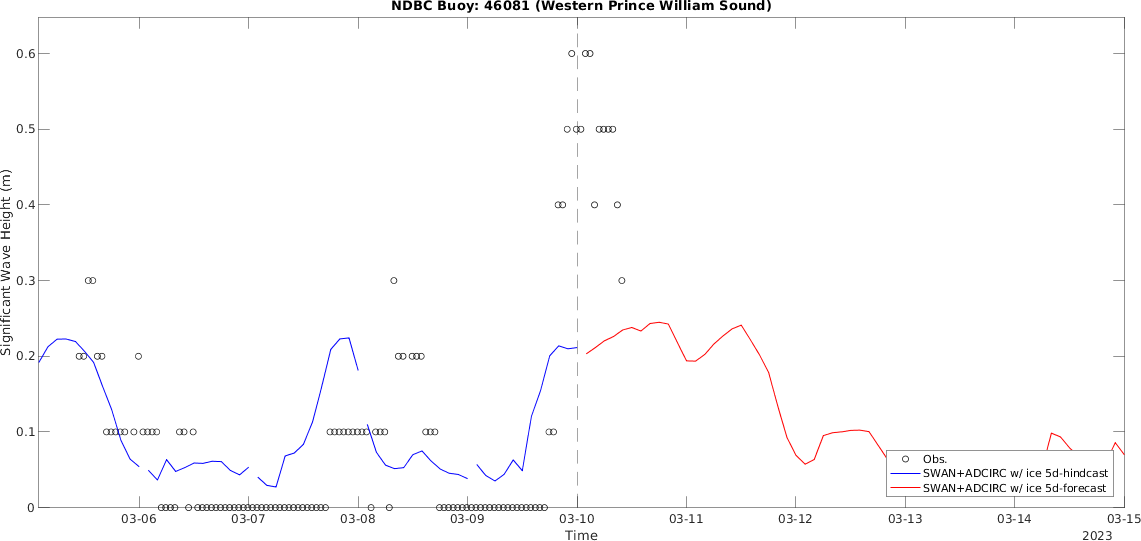 NDBC Buoy: 46081 (Western Prince William Sound)
Significant Wave Height (m)
0.6
0.5
0.4
0.3
0.2
0.1
0
Obs.
SWAN+ADCIRC w/ ice 5d-hindcast
SWAN+ADCIRC w/ ice 5d-forecast
03-06 03-07 03-08 03-09 03-10 03-11 03-12 03-13 03-14 03-15
Time
2023